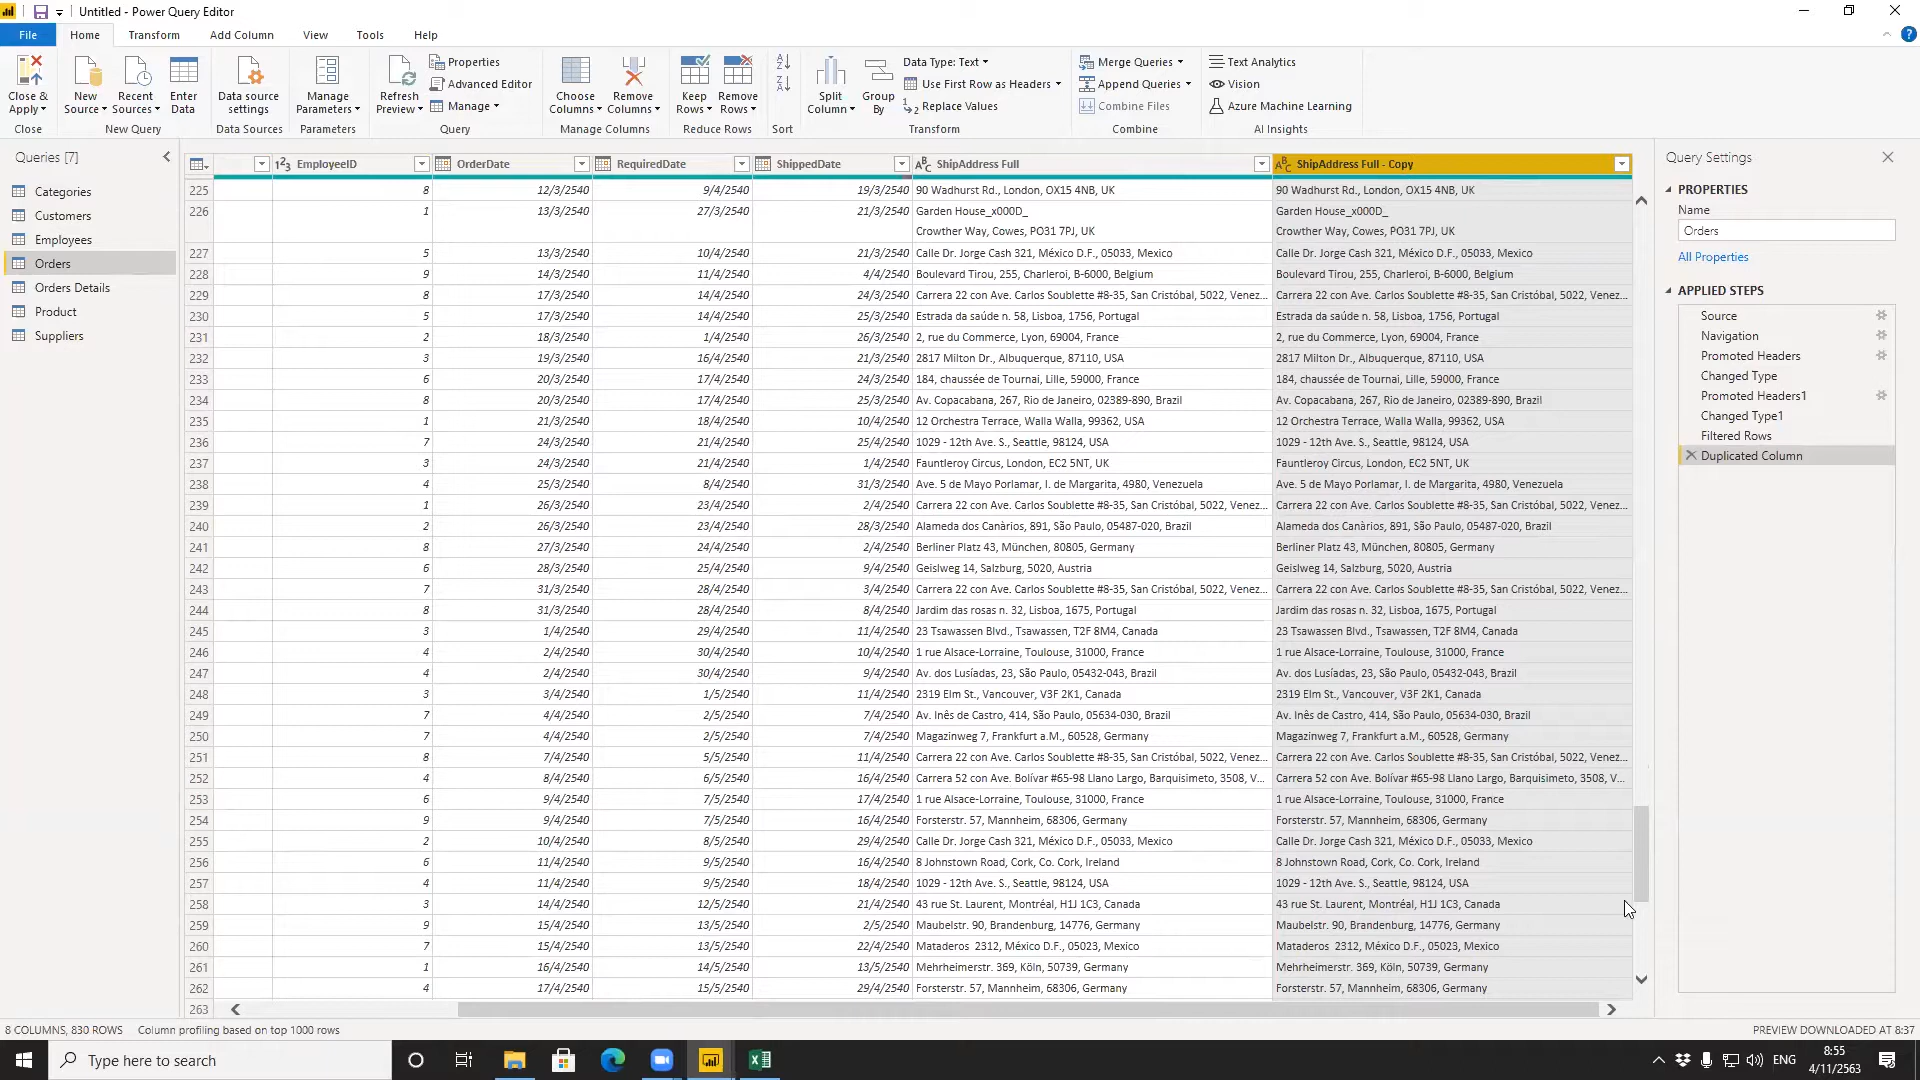 Untitled - Power Query Editor
File Home Transform Add Column View Tools Help
Close & Apply New Source Recent Sources Enter Data Data source settings Manage Parameters Refresh Preview Properties Advanced Editor Manage Choose Columns Remove Columns Keep Rows Remove Rows Split Column Group By Data Type: Text Use First Row as Headers Replace Values Merge Queries Append Queries Combine Files Text Analytics Vision Azure Machine Learning
Close New Query Data Sources Parameters Query Manage Columns Reduce Rows Sort Transform Combine AI Insights
Queries [7]
Categories
Customers
Employees
Orders
Orders Details
Product
Suppliers
1 2 3 EmployeeID OrderDate RequiredDate ShippedDate ABC ShipAddress Full ABC ShipAddress Full - Copy
225 8 12/3/2540 9/4/2540 19/3/2540 90 Wadhurst Rd., London, OX15 4NB, UK 90 Wadhurst Rd., London, OX15 4NB, UK
226 1 13/3/2540 27/3/2540 21/3/2540 Garden House_x000D_ Garden House_x000D_
Crowther Way, Cowes, PO31 7PJ, UK Crowther Way, Cowes, PO31 7PJ, UK
227 5 13/3/2540 10/4/2540 21/3/2540 Calle Dr. Jorge Cash 321, México D.F., 05033, Mexico Calle Dr. Jorge Cash 321, México D.F., 05033, Mexico
228 9 14/3/2540 11/4/2540 4/4/2540 Boulevard Tirou, 255, Charleroi, B-6000, Belgium Boulevard Tirou, 255, Charleroi, B-6000, Belgium
229 8 17/3/2540 14/4/2540 24/3/2540 Carrera 22 con Ave. Carlos Soublette #8-35, San Cristóbal, 5022, Venez... Carrera 22 con Ave. Carlos Soublette #8-35, San Cristóbal, 5022, Venez...
230 5 17/3/2540 14/4/2540 25/3/2540 Estrada da saúde n. 58, Lisboa, 1756, Portugal Estrada da saúde n. 58, Lisboa, 1756, Portugal
231 2 18/3/2540 1/4/2540 26/3/2540 2, rue du Commerce, Lyon, 69004, France 2, rue du Commerce, Lyon, 69004, France
232 3 19/3/2540 16/4/2540 21/3/2540 2817 Milton Dr., Albuquerque, 87110, USA 2817 Milton Dr., Albuquerque, 87110, USA
233 6 20/3/2540 17/4/2540 24/3/2540 184, chaussée de Tournai, Lille, 59000, France 184, chaussée de Tournai, Lille, 59000, France
234 8 20/3/2540 17/4/2540 25/3/2540 Av. Copacabana, 267, Rio de Janeiro, 02389-890, Brazil Av. Copacabana, 267, Rio de Janeiro, 02389-890, Brazil
235 1 21/3/2540 18/4/2540 10/4/2540 12 Orchestra Terrace, Walla Walla, 99362, USA 12 Orchestra Terrace, Walla Walla, 99362, USA
236 7 24/3/2540 21/4/2540 25/4/2540 1029 - 12th Ave. S., Seattle, 98124, USA 1029 - 12th Ave. S., Seattle, 98124, USA
237 3 24/3/2540 21/4/2540 1/4/2540 Fauntleroy Circus, London, EC2 5NT, UK Fauntleroy Circus, London, EC2 5NT, UK
238 4 25/3/2540 8/4/2540 31/3/2540 Ave. 5 de Mayo Porlamar, I. de Margarita, 4980, Venezuela Ave. 5 de Mayo Porlamar, I. de Margarita, 4980, Venezuela
239 1 26/3/2540 23/4/2540 2/4/2540 Carrera 22 con Ave. Carlos Soublette #8-35, San Cristóbal, 5022, Venez... Carrera 22 con Ave. Carlos Soublette #8-35, San Cristóbal, 5022, Venez...
240 2 26/3/2540 23/4/2540 28/3/2540 Alameda dos Canàrios, 891, São Paulo, 05487-020, Brazil Alameda dos Canàrios, 891, São Paulo, 05487-020, Brazil
241 8 27/3/2540 24/4/2540 2/4/2540 Berliner Platz 43, München, 80805, Germany Berliner Platz 43, München, 80805, Germany
242 6 28/3/2540 25/4/2540 9/4/2540 Geislweg 14, Salzburg, 5020, Austria Geislweg 14, Salzburg, 5020, Austria
243 7 31/3/2540 28/4/2540 3/4/2540 Carrera 22 con Ave. Carlos Soublette #8-35, San Cristóbal, 5022, Venez... Carrera 22 con Ave. Carlos Soublette #8-35, San Cristóbal, 5022, Venez...
244 8 31/3/2540 28/4/2540 8/4/2540 Jardim das rosas n. 32, Lisboa, 1675, Portugal Jardim das rosas n. 32, Lisboa, 1675, Portugal
245 3 1/4/2540 29/4/2540 11/4/2540 23 Tsawassen Blvd., Tsawassen, T2F 8M4, Canada 23 Tsawassen Blvd., Tsawassen, T2F 8M4, Canada
246 4 2/4/2540 30/4/2540 10/4/2540 1 rue Alsace-Lorraine, Toulouse, 31000, France 1 rue Alsace-Lorraine, Toulouse, 31000, France
247 4 2/4/2540 30/4/2540 9/4/2540 Av. dos Lusíadas, 23, São Paulo, 05432-043, Brazil Av. dos Lusíadas, 23, São Paulo, 05432-043, Brazil
248 3 3/4/2540 1/5/2540 11/4/2540 2319 Elm St., Vancouver, V3F 2K1, Canada 2319 Elm St., Vancouver, V3F 2K1, Canada
249 7 4/4/2540 2/5/2540 7/4/2540 Av. Inês de Castro, 414, São Paulo, 05634-030, Brazil Av. Inês de Castro, 414, São Paulo, 05634-030, Brazil
250 7 4/4/2540 2/5/2540 7/4/2540 Magazinweg 7, Frankfurt a.M., 60528, Germany Magazinweg 7, Frankfurt a.M., 60528, Germany
251 8 7/4/2540 5/5/2540 11/4/2540 Carrera 22 con Ave. Carlos Soublette #8-35, San Cristóbal, 5022, Venez... Carrera 22 con Ave. Carlos Soublette #8-35, San Cristóbal, 5022, Venez...
252 4 8/4/2540 6/5/2540 16/4/2540 Carrera 52 con Ave. Bolívar #65-98 Llano Largo, Barquisimeto, 3508, V... Carrera 52 con Ave. Bolívar #65-98 Llano Largo, Barquisimeto, 3508, V...
253 6 9/4/2540 7/5/2540 17/4/2540 1 rue Alsace-Lorraine, Toulouse, 31000, France 1 rue Alsace-Lorraine, Toulouse, 31000, France
254 9 9/4/2540 7/5/2540 16/4/2540 Forsterstr. 57, Mannheim, 68306, Germany Forsterstr. 57, Mannheim, 68306, Germany
255 2 10/4/2540 8/5/2540 29/4/2540 Calle Dr. Jorge Cash 321, México D.F., 05033, Mexico Calle Dr. Jorge Cash 321, México D.F., 05033, Mexico
256 6 11/4/2540 9/5/2540 16/4/2540 8 Johnstown Road, Cork, Co. Cork, Ireland 8 Johnstown Road, Cork, Co. Cork, Ireland
257 4 11/4/2540 9/5/2540 18/4/2540 1029 - 12th Ave. S., Seattle, 98124, USA 1029 - 12th Ave. S., Seattle, 98124, USA
258 3 14/4/2540 12/5/2540 21/4/2540 43 rue St. Laurent, Montréal, H1J 1C3, Canada 43 rue St. Laurent, Montréal, H1J 1C3, Canada
259 9 15/4/2540 13/5/2540 2/5/2540 Maubelstr. 90, Brandenburg, 14776, Germany Maubelstr. 90, Brandenburg, 14776, Germany
260 7 15/4/2540 13/5/2540 22/4/2540 Mataderos 2312, México D.F., 05023, Mexico Mataderos 2312, México D.F., 05023, Mexico
261 1 16/4/2540 14/5/2540 13/5/2540 Mehrheimerstr. 369, Köln, 50739, Germany Mehrheimerstr. 369, Köln, 50739, Germany
262 4 17/4/2540 15/5/2540 29/4/2540 Forsterstr. 57, Mannheim, 68306, Germany Forsterstr. 57, Mannheim, 68306, Germany
263
Query Settings
PROPERTIES
Name
Orders
All Properties
APPLIED STEPS
Source
Navigation
Promoted Headers
Changed Type
Promoted Headers1
Changed Type1
Filtered Rows
Duplicated Column
8 COLUMNS, 830 ROWS Column profiling based on top 1000 rows PREVIEW DOWNLOADED AT 8:37
Type here to search ENG 8:55
4/11/2563